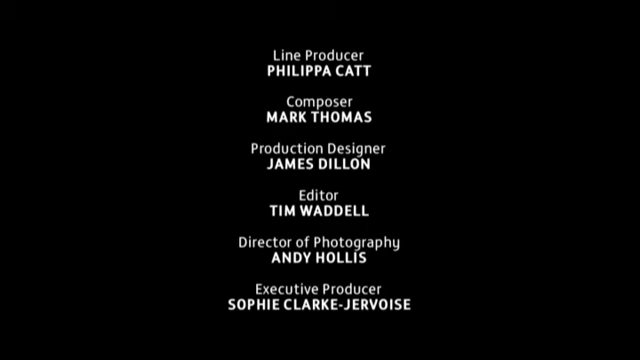 Line Producer
PHILIPPA CATT
Composer
MARK THOMAS
Production Designer
JAMES DILLON
Editor
TIM WADDELL
Director of Photography
ANDY HOLLIS
Executive Producer
SOPHIE CLARKE-JERVOISE